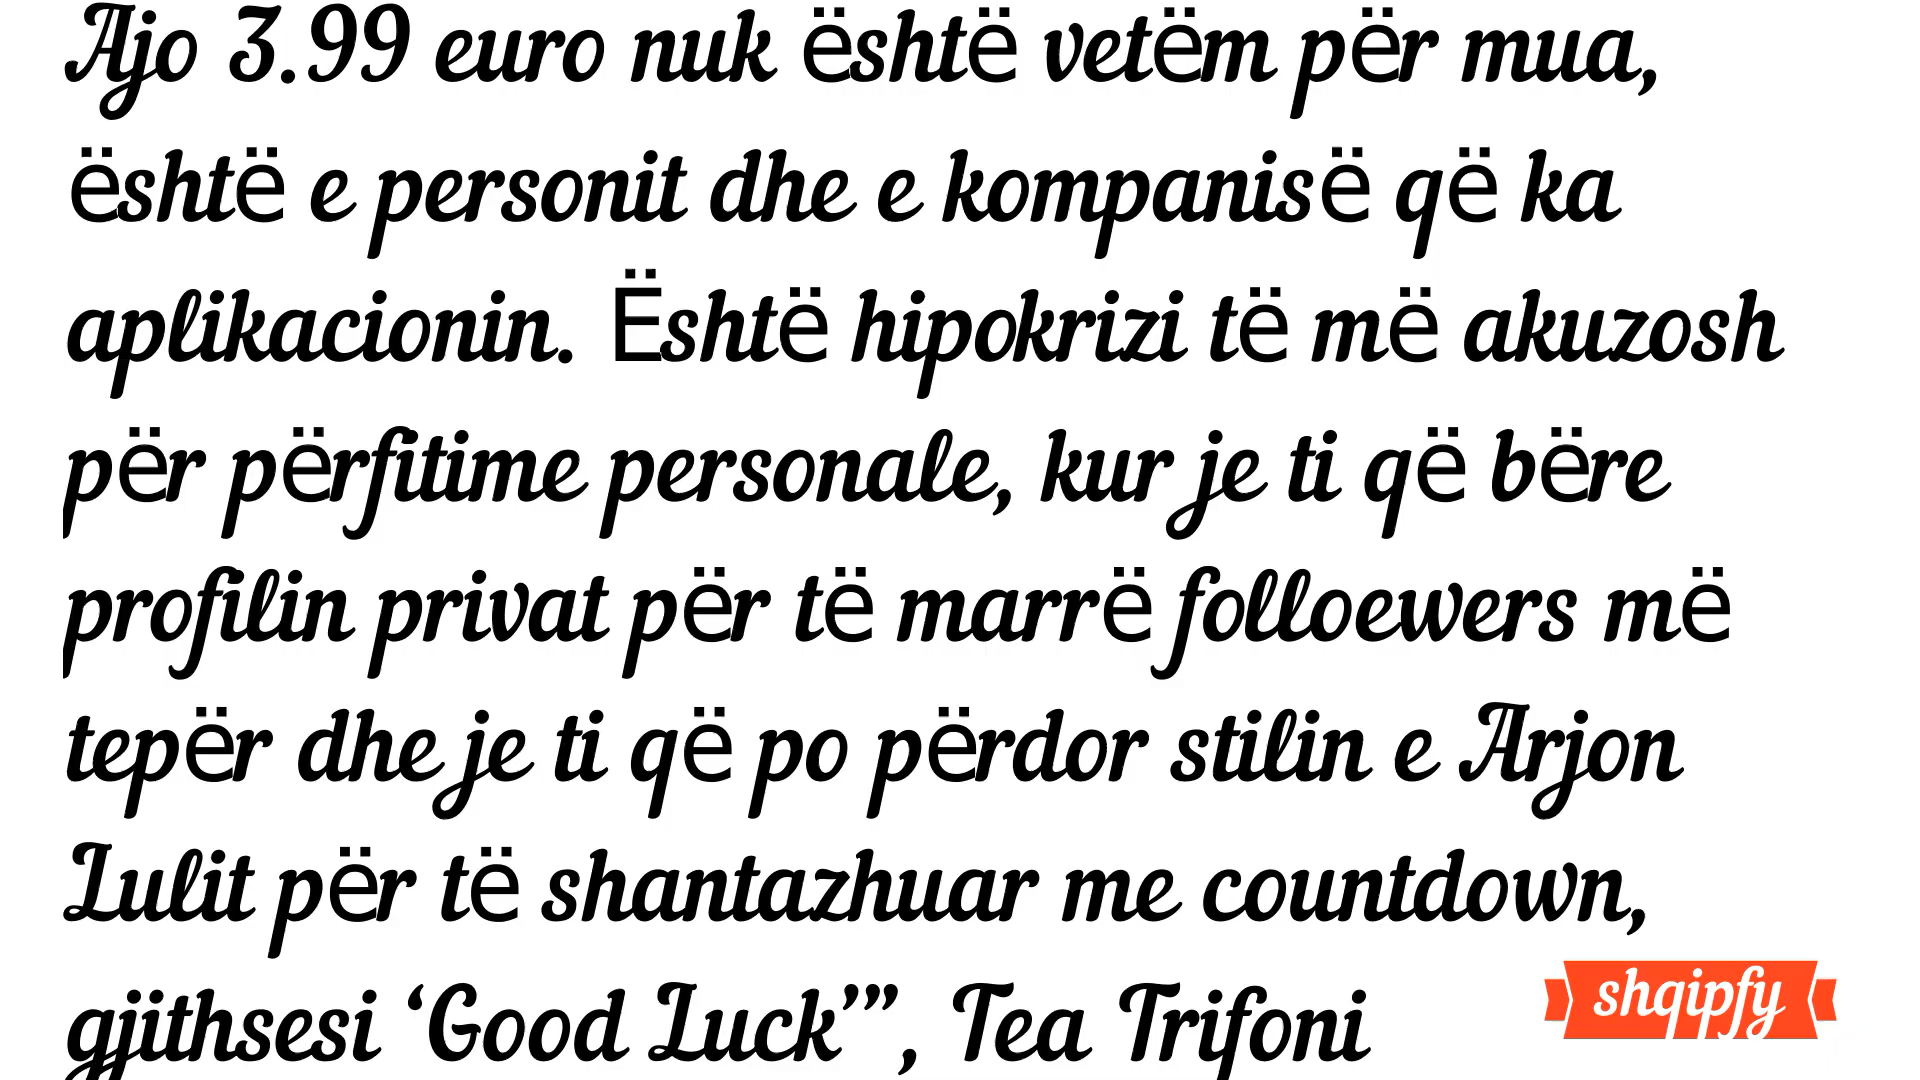 Ajo 3.99 euro nuk është vetëm për mua,
është e personit dhe e kompanisë që ka
aplikacionin. Është hipokrizi të më akuzosh
për përfitime personale, kur je ti që bëre
profilin privat për të marrë folloewers më
tepër dhe je ti që po përdor stilin e Arjon
Lulit për të shantazhuar me countdown,
gjithsesi ‘Good Luck’”, Tea Trifoni
shqipfy